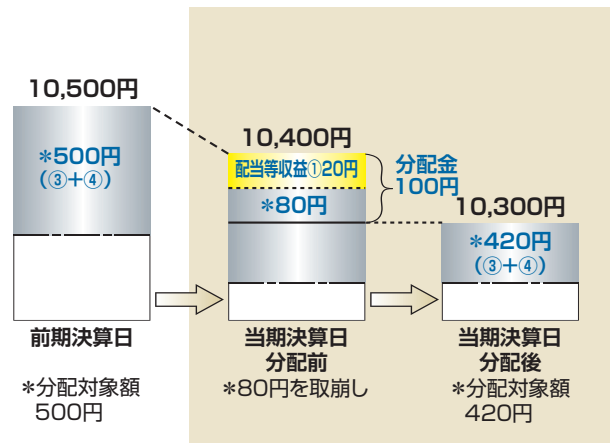 10,500円
*500円
(③+④)
前期決算日
*分配対象額
500円
10,400円
配当等収益①20円
*80円
分配金
100円
当期決算日
分配前
*80円を取崩し
10,300円
*420円
(③+④)
当期決算日
分配後
*分配対象額
420円